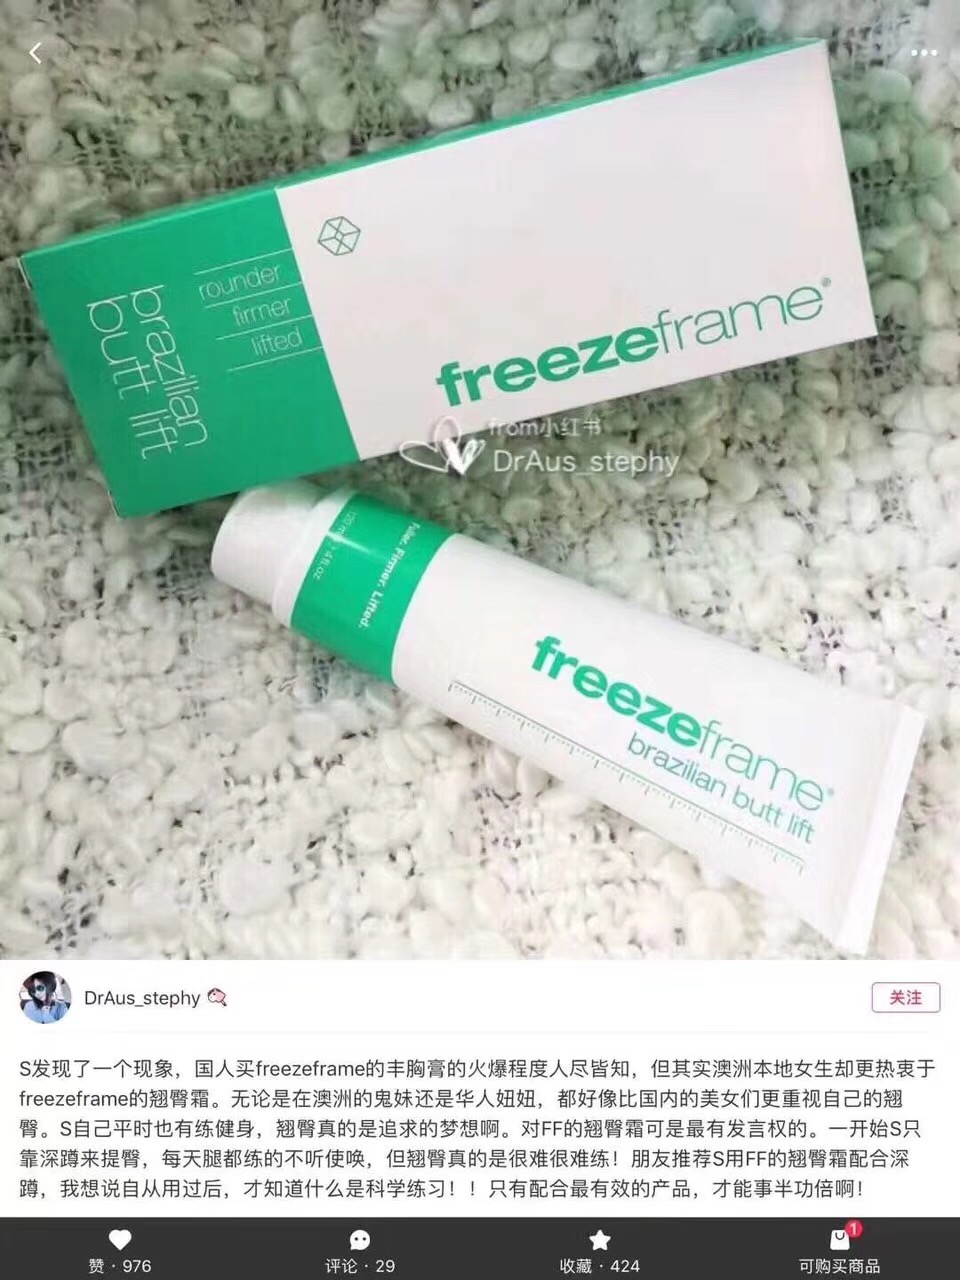 rounder
firmer
lifted
brazilian
butt lift
freezeframe®
from小红书
DrAus_stephy
Fuller. Firmer. Lifted.
freezeframe®
brazilian butt lift
DrAus_stephy
关注
S发现了一个现象，国人买freezeframe的丰胸膏的火爆程度人尽皆知，但其实澳洲本地女生却更热衷于
freezeframe的翘臀霜。无论是在澳洲的鬼妹还是华人妞妞，都好像比国内的美女们更重视自己的翘
臀。S自己平时也有练健身，翘臀真的是追求的梦想啊。对FF的翘臀霜可是最有发言权的。一开始S只
靠深蹲来提臀，每天腿都练的不听使唤，但翘臀真的是很难很难练！朋友推荐S用FF的翘臀霜配合深
蹲，我想说自从用过后，才知道什么是科学练习！！只有配合最有效的产品，才能事半功倍啊！
赞 · 976
评论 · 29
收藏 · 424
1
可购买商品